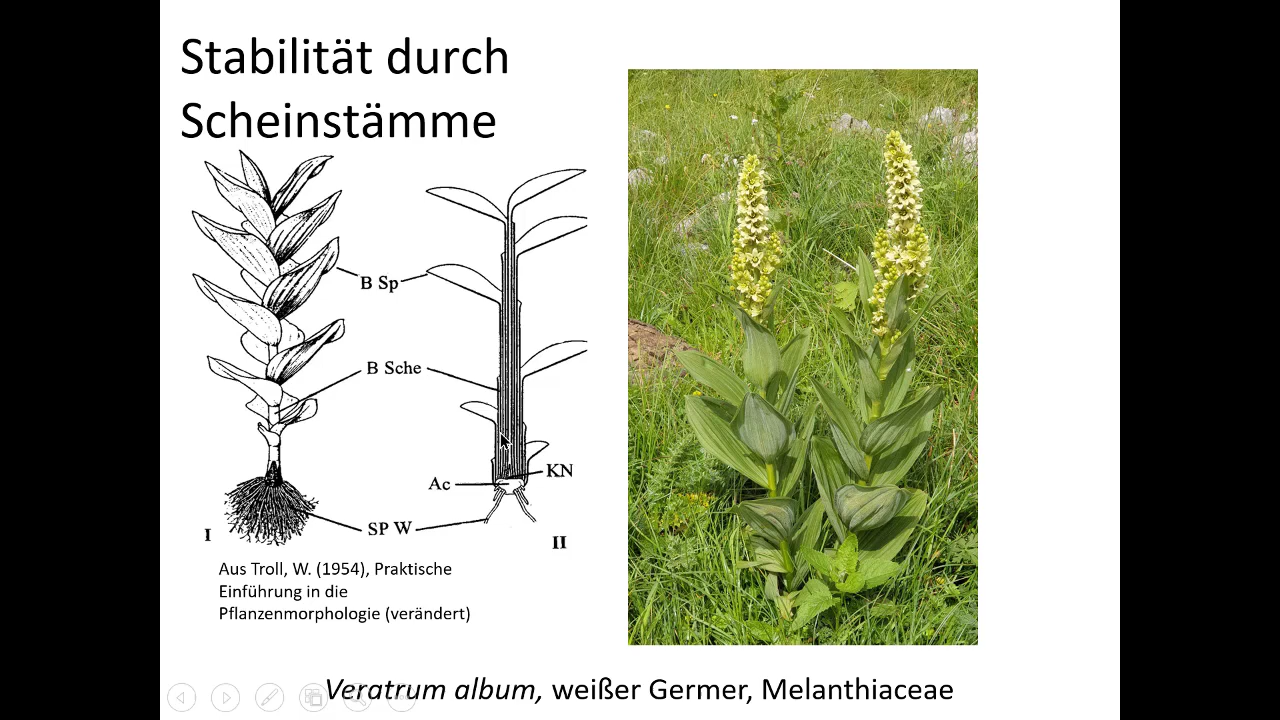 Stabilität durch
Scheinstämme
B Sp
B Sche
KN
Ac
SP W
I
II
Aus Troll, W. (1954), Praktische
Einführung in die
Pflanzenmorphologie (verändert)
Veratrum album, weißer Germer, Melanthiaceae